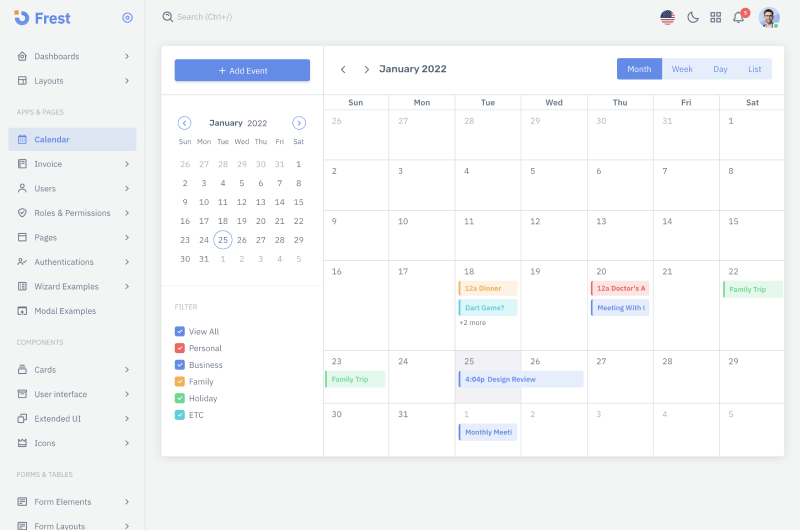 Frest
Search (Ctrl+/)
5
Dashboards
Layouts
APPS & PAGES
Calendar
Invoice
Users
Roles & Permissions
Pages
Authentications
Wizard Examples
Modal Examples
COMPONENTS
Cards
User interface
Extended UI
Icons
FORMS & TABLES
Form Elements
Form Layouts
+ Add Event
January 2022
Sun Mon Tue Wed Thu Fri Sat
26 27 28 29 30 31 1
2 3 4 5 6 7 8
9 10 11 12 13 14 15
16 17 18 19 20 21 22
23 24 25 26 27 28 29
30 31 1 2 3 4 5
FILTER
View All
Personal
Business
Family
Holiday
ETC
January 2022
Month Week Day List
Sun Mon Tue Wed Thu Fri Sat
26 27 28 29 30 31 1
2 3 4 5 6 7 8
9 10 11 12 13 14 15
16 17 18 19 20 21 22
12a Dinner 12a Doctor's A Family Trip
Dart Game? Meeting With
+2 more
23 24 25 26 27 28 29
Family Trip 4:04p Design Review
30 31 1 2 3 4 5
Monthly Meeti